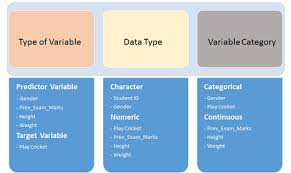 Type of Variable
Data Type
Variable Category
Predictor Variable
- Gender
- Prev_Exam_Marks
- Height
- Weight
Target Variable
- Play Cricket
Character
- Student ID
- Gender
Numeric
- Play Cricket
- Prev_Exam_Marks
- Height
- Weight
Categorical
- Gender
- Play Cricket
Continuous
- Prev_Exam_Marks
- Height
- Weight